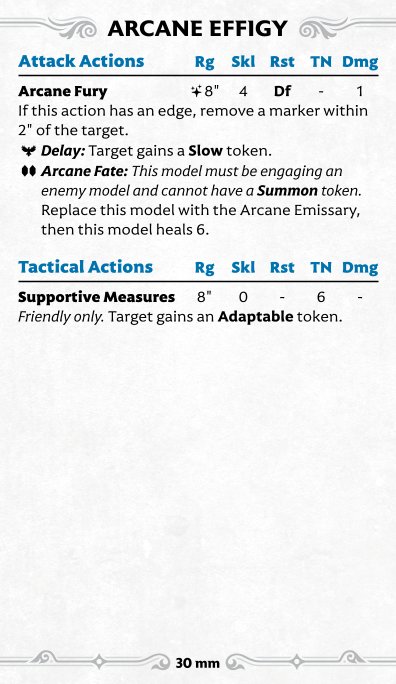 ARCANE EFFIGY
Attack Actions Rg Skl Rst TN Dmg
Arcane Fury 8" 4 Df - 1
If this action has an edge, remove a marker within
2" of the target.
Delay: Target gains a Slow token.
Arcane Fate: This model must be engaging an
enemy model and cannot have a Summon token.
Replace this model with the Arcane Emissary,
then this model heals 6.
Tactical Actions Rg Skl Rst TN Dmg
Supportive Measures 8" 0 - 6 -
Friendly only. Target gains an Adaptable token.
30 mm